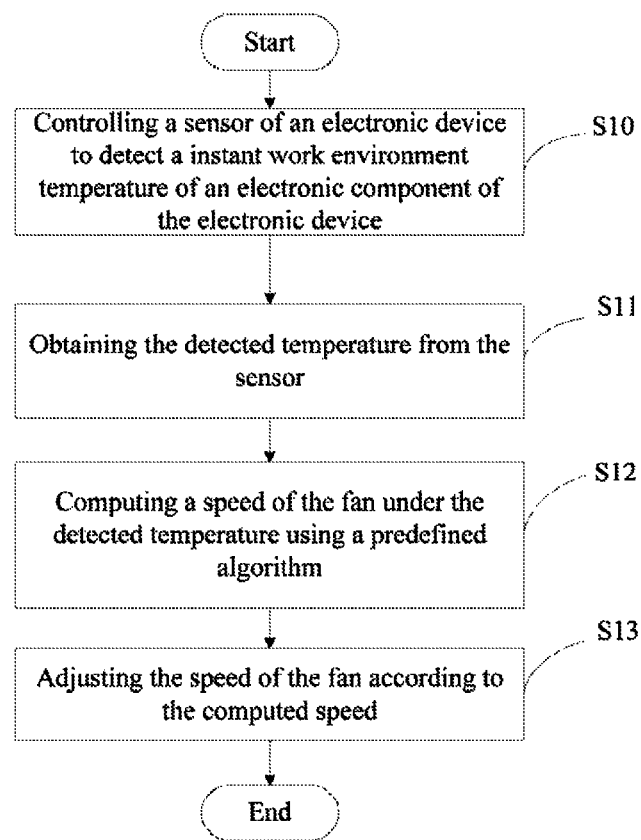 Start
Controlling a sensor of an electronic device
to detect a instant work environment
temperature of an electronic component of
the electronic device
S10
Obtaining the detected temperature from the
sensor
S11
Computing a speed of the fan under the
detected temperature using a predefined
algorithm
S12
Adjusting the speed of the fan according to
the computed speed
S13
End